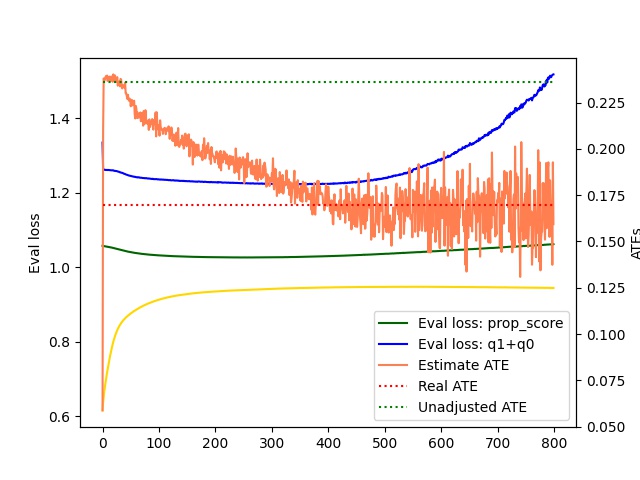 Eval loss
1.4
1.2
1.0
0.8
0.6
0.225
0.200
0.175
0.150
0.125
0.100
0.075
0.050
ATEs
Eval loss: prop_score
Eval loss: q1+q0
Estimate ATE
Real ATE
Unadjusted ATE
0 100 200 300 400 500 600 700 800